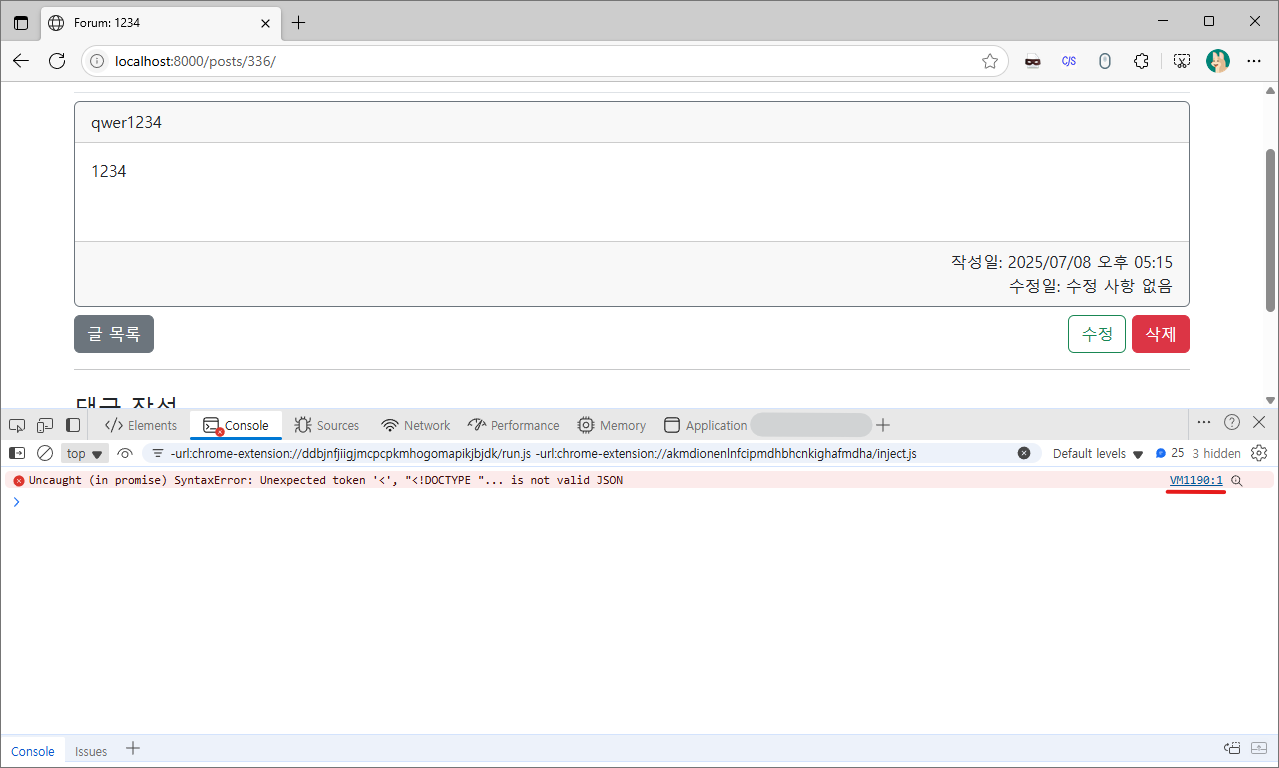 Forum: 1234
localhost:8000/posts/336/
C/S
qwer1234
1234
작성일: 2025/07/08 오후 05:15
수정일: 수정 사항 없음
글 목록
수정
삭제
댓글 작성
Elements
Console
Sources
Network
Performance
Memory
Application
top
-url:chrome-extension://ddbjnfjiigjmcpcpkmhogomapikjbjdk/run.js -url:chrome-extension://akmdionenlnfcipmdhbhcnkighafmdha/inject.js
Default levels
25
3 hidden
Uncaught (in promise) SyntaxError: Unexpected token '<', "<!DOCTYPE "... is not valid JSON
VM1190:1
Console
Issues